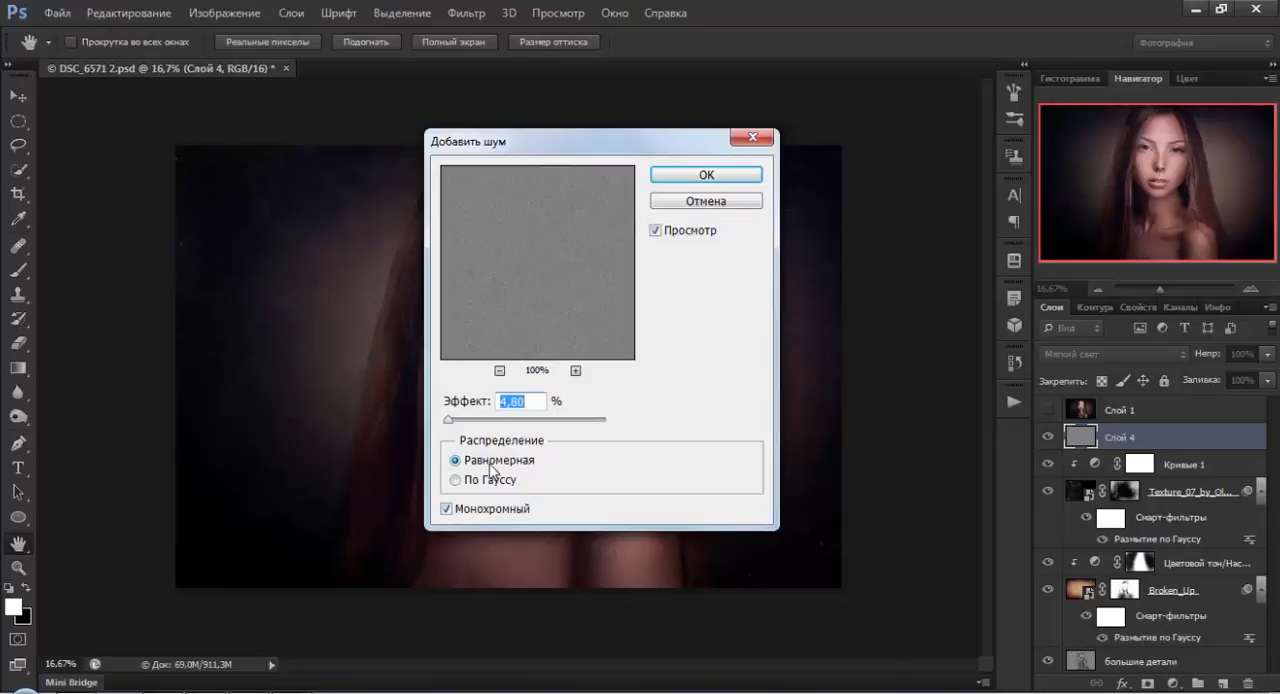 Ps Файл Редактирование Изображение Слои Шрифт Выделение Фильтр 3D Просмотр Окно Справка
Прокрутка во всех окнах Реальные пикселы Подогнать Полный экран Размер оттиска Фотография
© DSC_6571 2.psd @ 16,7% (Слой 4, RGB/16) * ×
Гистограмма Навигатор Цвет
Добавить шум
OK
Отмена
Просмотр
100%
Эффект: 4,80 %
Распределение
Равномерная
По Гауссу
Монохромный
16,67%
Слои Контуры Свойств Каналы Инфо
Вид
Мягкий свет Непр: 100%
Закрепить: Заливка: 100%
Слой 1
Слой 4
Кривые 1
Texture_07_by_Ol...
Смарт-фильтры
Размытие по Гауссу
Цветовой тон/Нас...
Broken_Up_
Смарт-фильтры
Размытие по Гауссу
большие детали
fx
16,67% © Док: 69,0M/911,3M
Mini Bridge